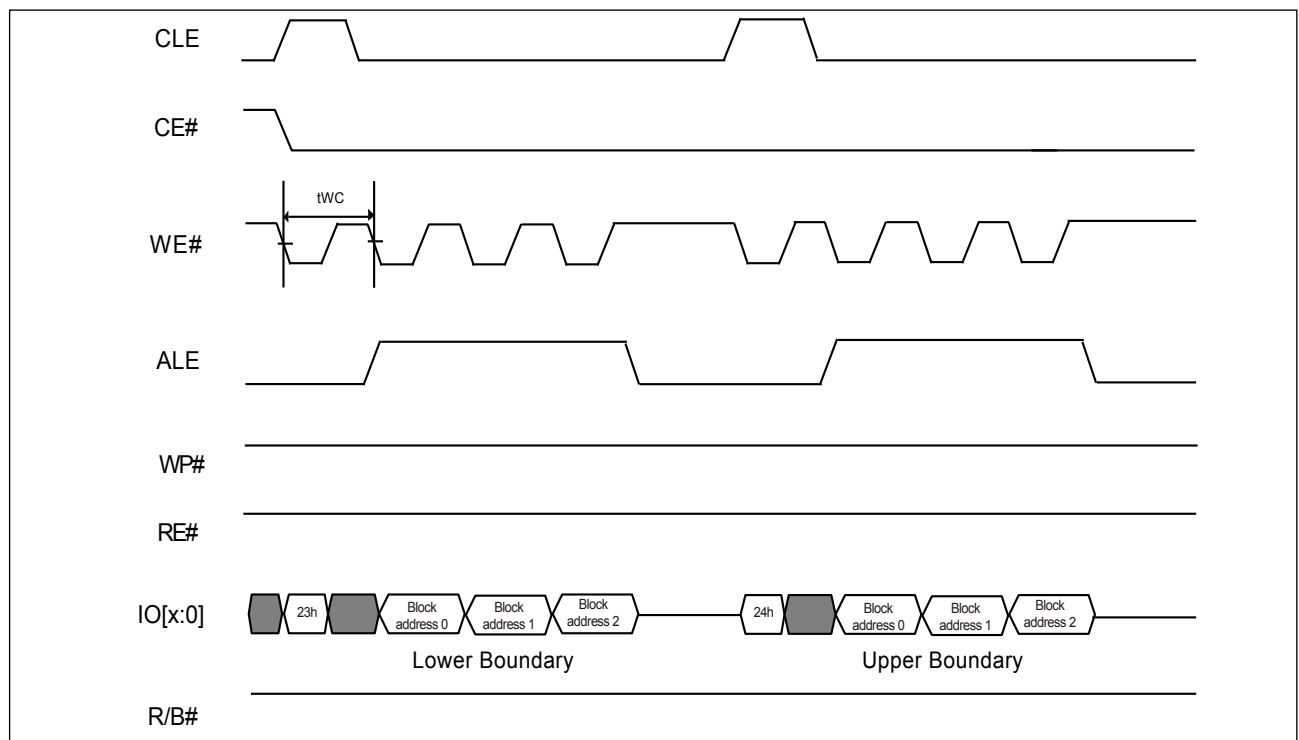 CLE
CE#
tWC
WE#
ALE
WP#
RE#
IO[x:0]
23h
Block
address 0
Block
address 1
Block
address 2
24h
Block
address 0
Block
address 1
Block
address 2
Lower Boundary
Upper Boundary
R/B#